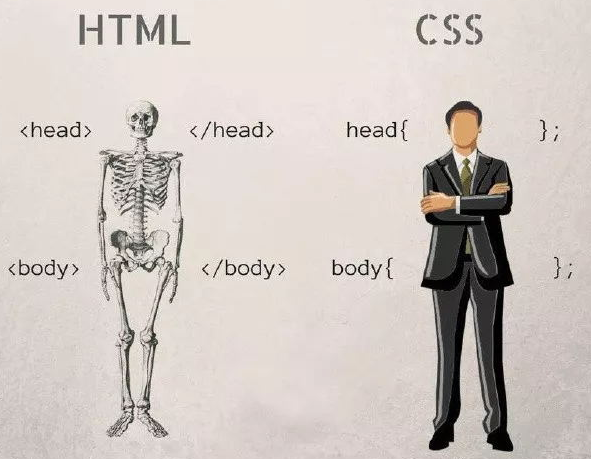 HTML CSS
<head> </head> head{ };
<body> </body> body{ };